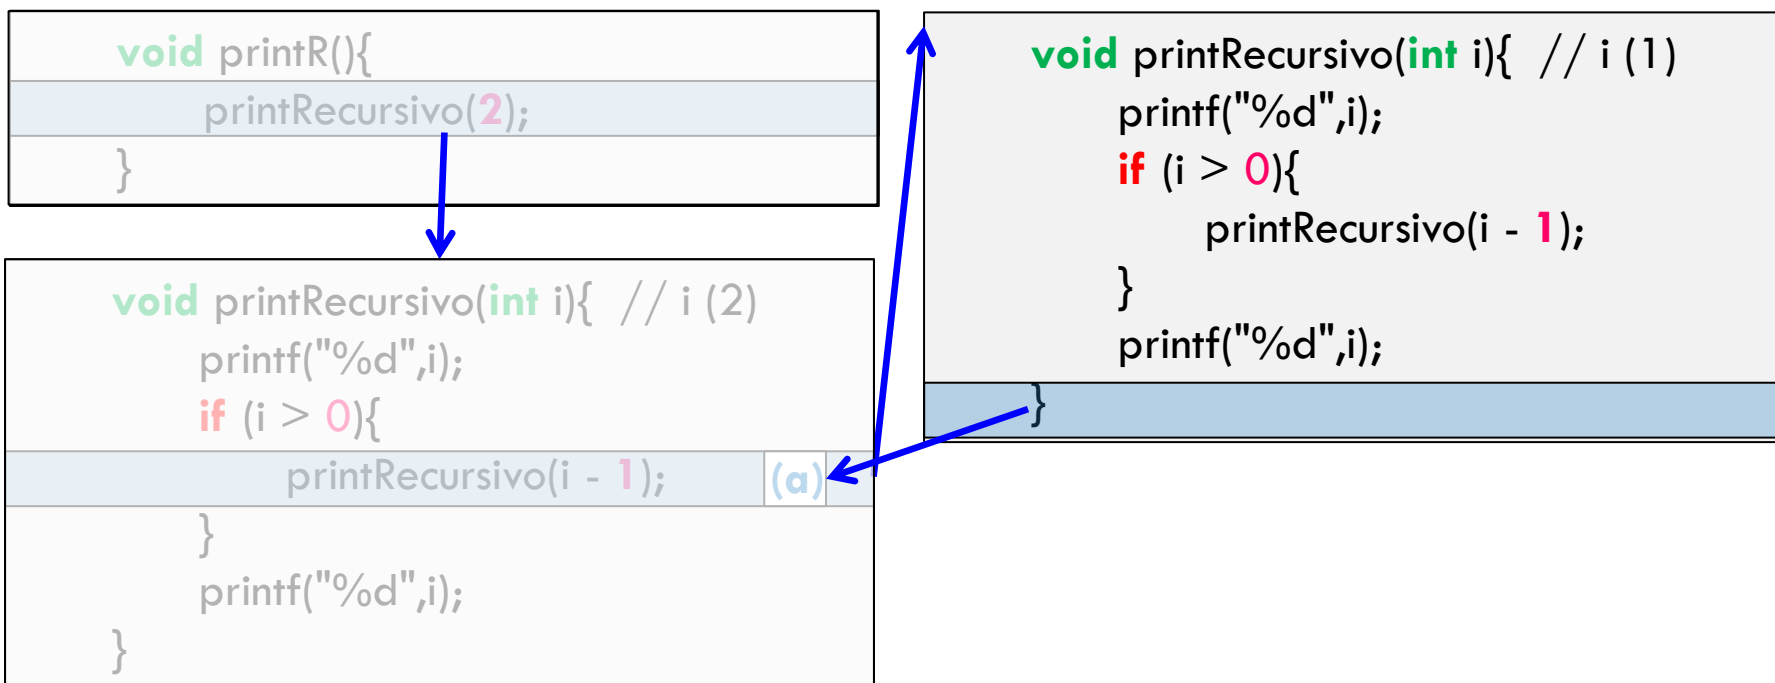 void printR(){
printRecursivo(2);
}
void printRecursivo(int i){ // i (2)
printf("%d",i);
if (i > 0){
printRecursivo(i - 1); (a)
}
printf("%d",i);
}
void printRecursivo(int i){ // i (1)
printf("%d",i);
if (i > 0){
printRecursivo(i - 1);
}
printf("%d",i);
}